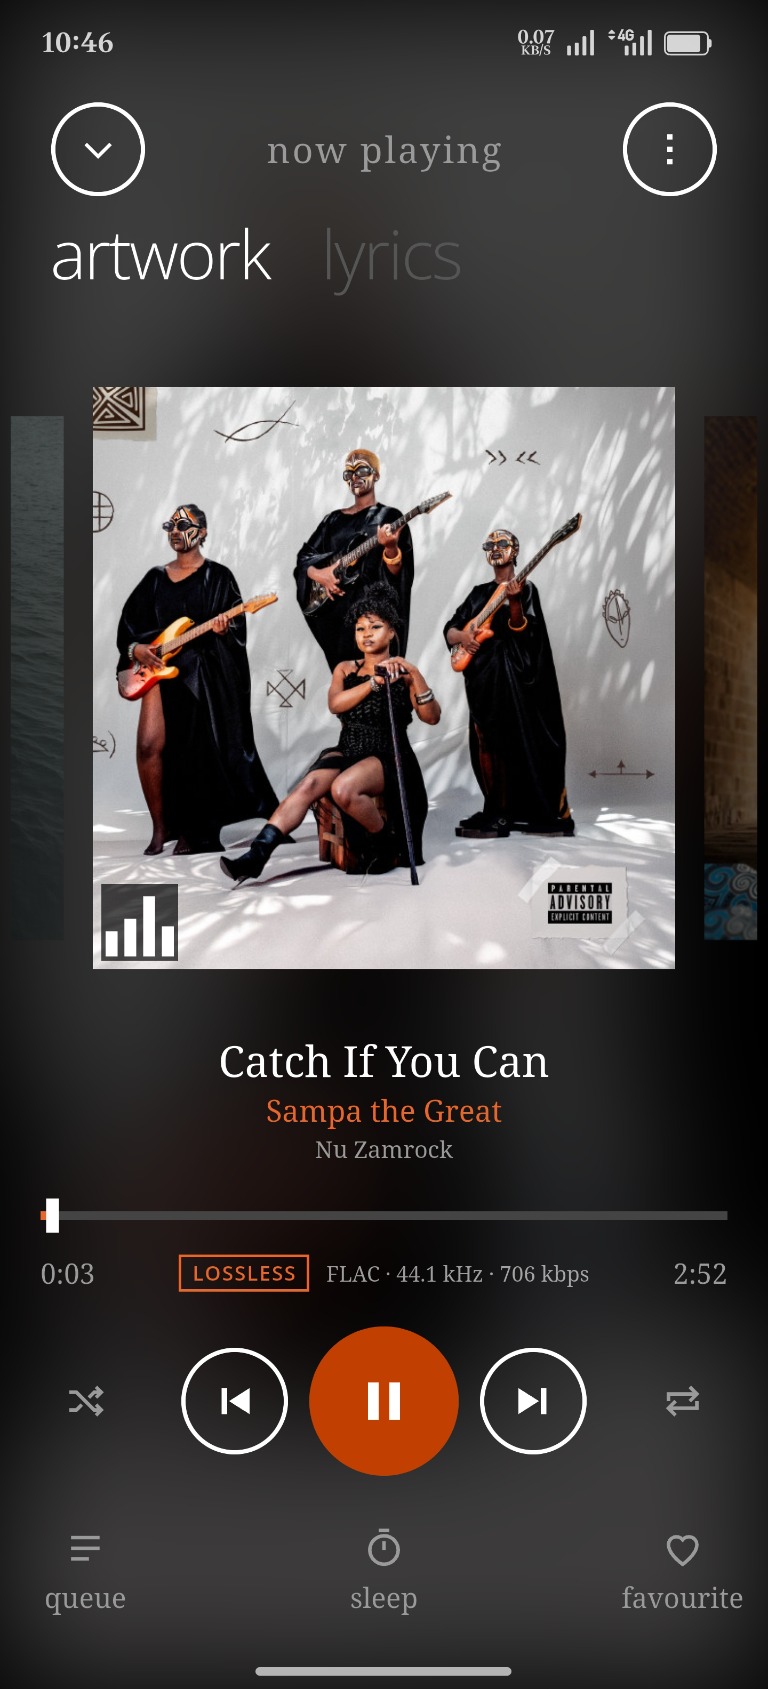 10:46
0.07
KB/S
4G
now playing
artwork lyrics
PARENTAL
ADVISORY
EXPLICIT CONTENT
Catch If You Can
Sampa the Great
Nu Zamrock
0:03 LOSSLESS FLAC · 44.1 kHz · 706 kbps 2:52
queue sleep favourite